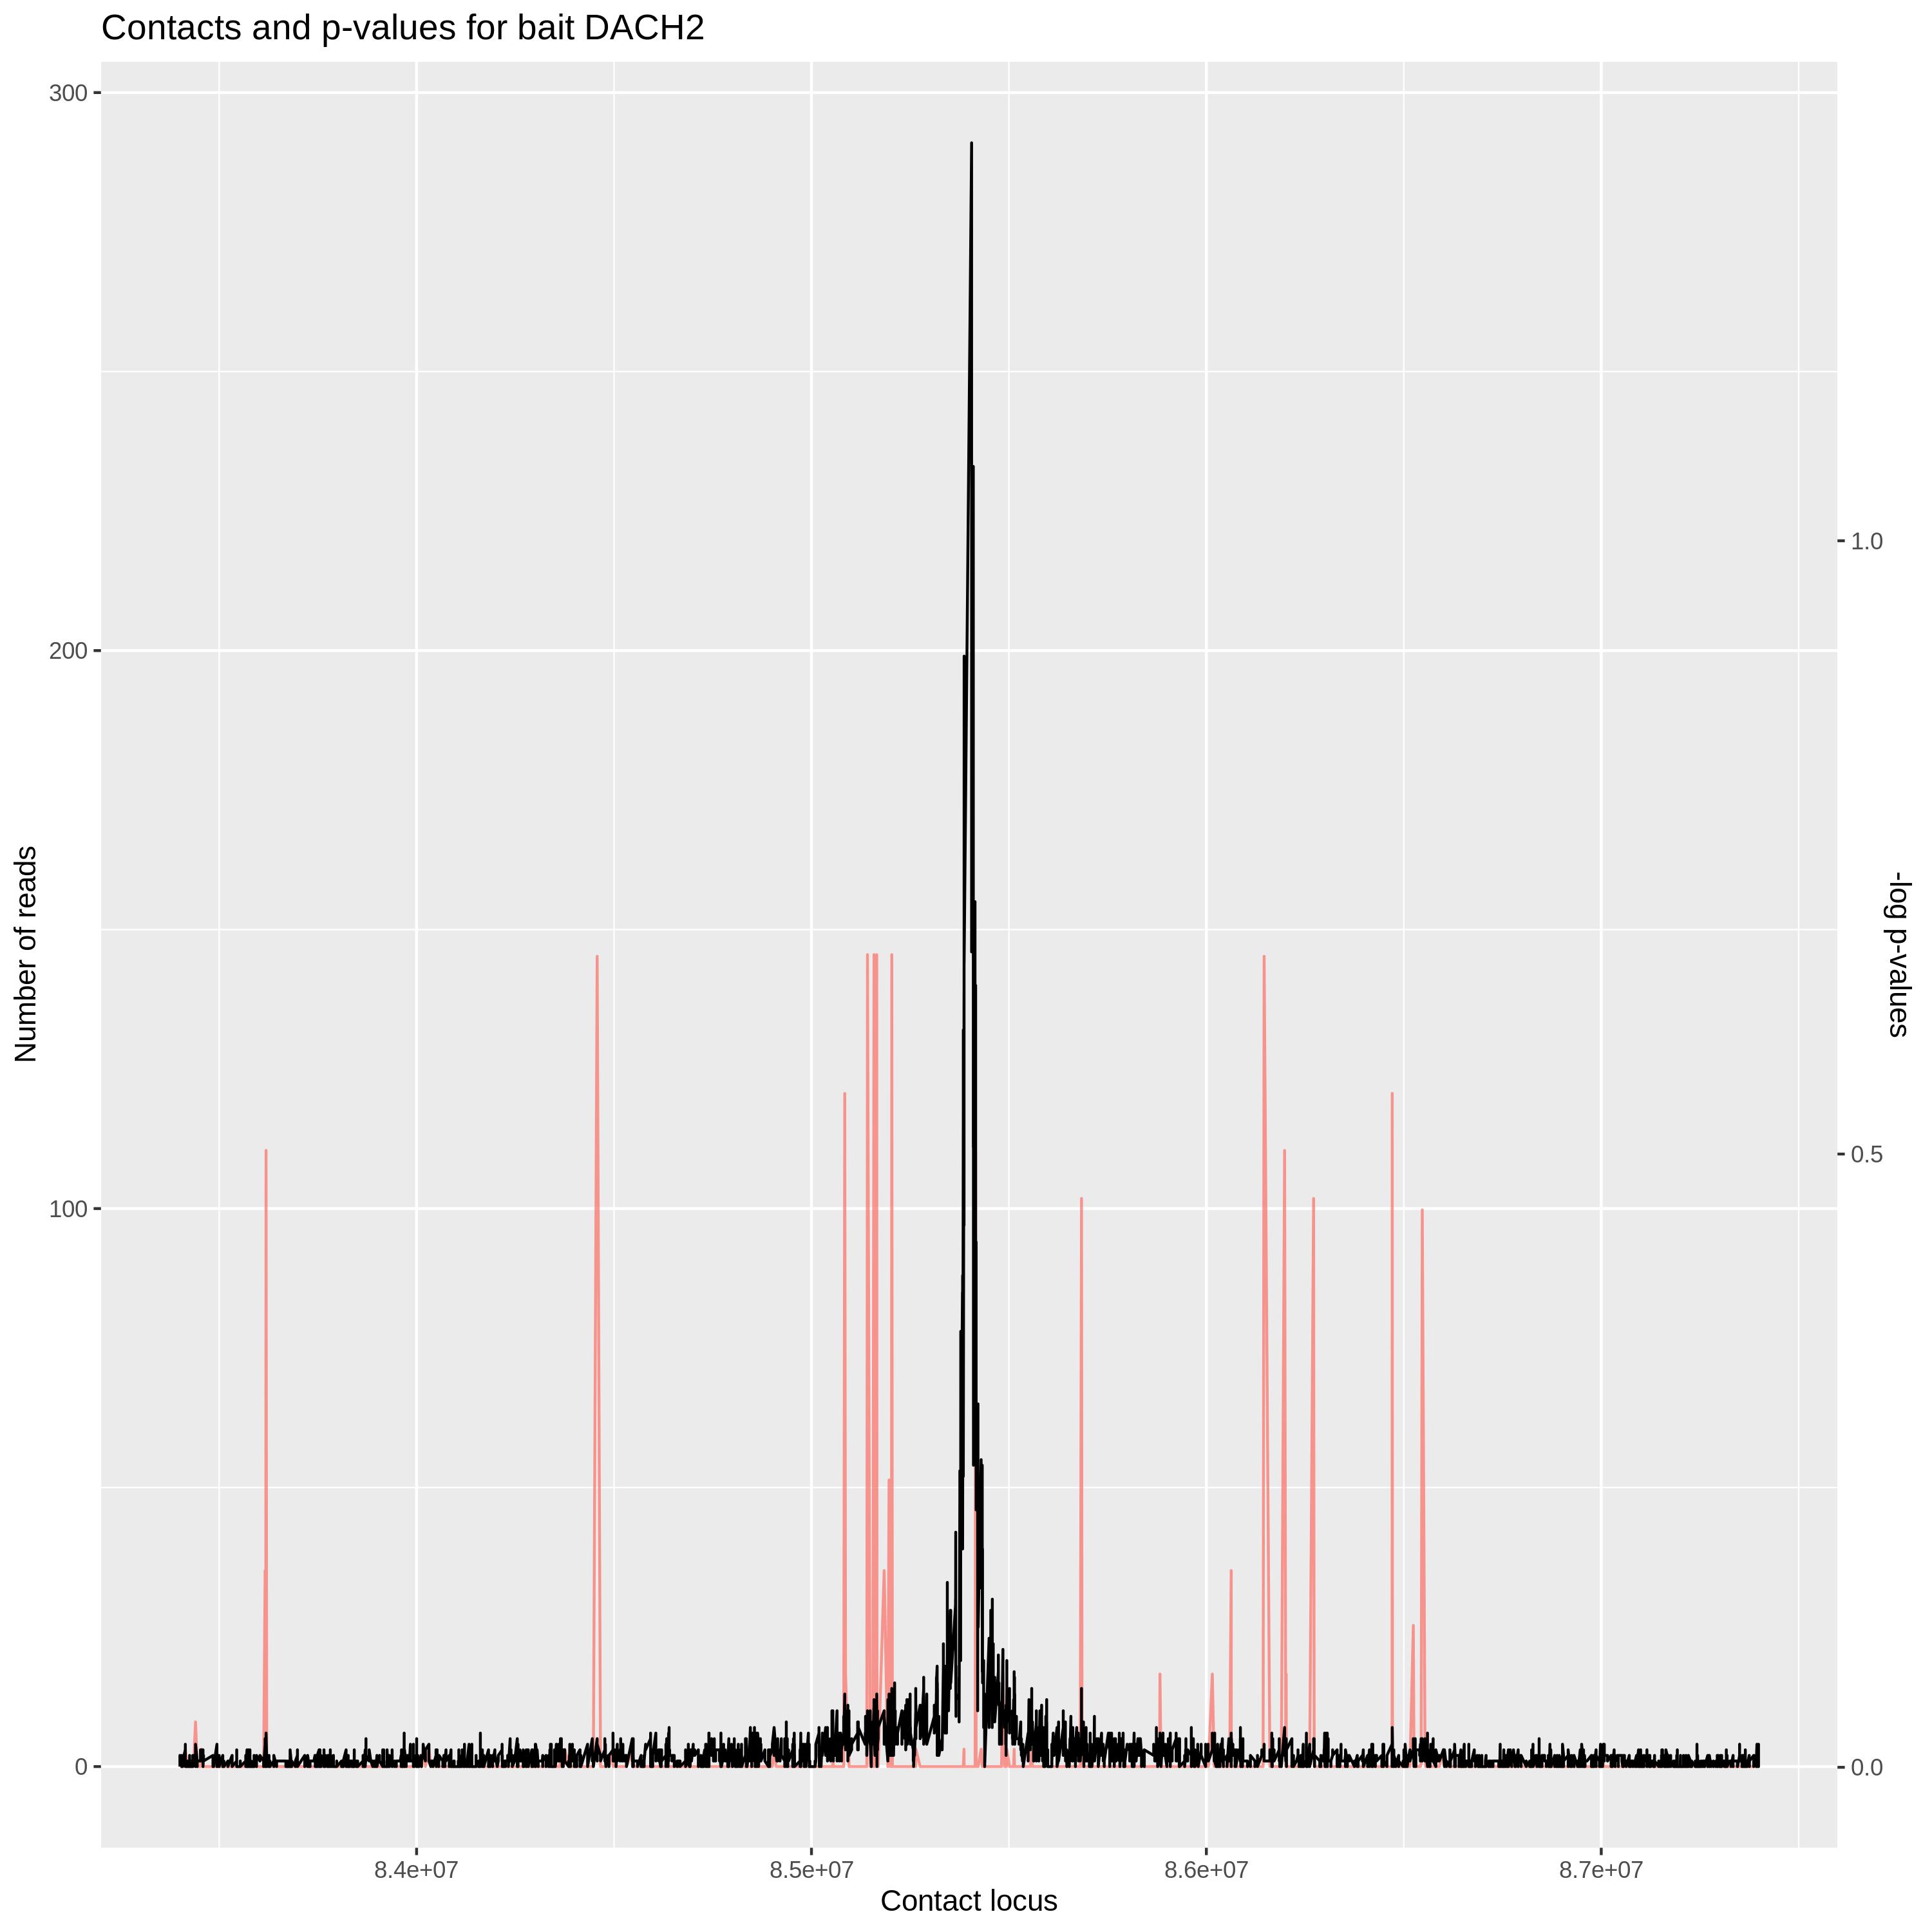 Contacts and p-values for bait DACH2
300
200
100
0
Number of reads
1.0
0.5
0.0
-log p-values
8.4e+07
8.5e+07
8.6e+07
8.7e+07
Contact locus